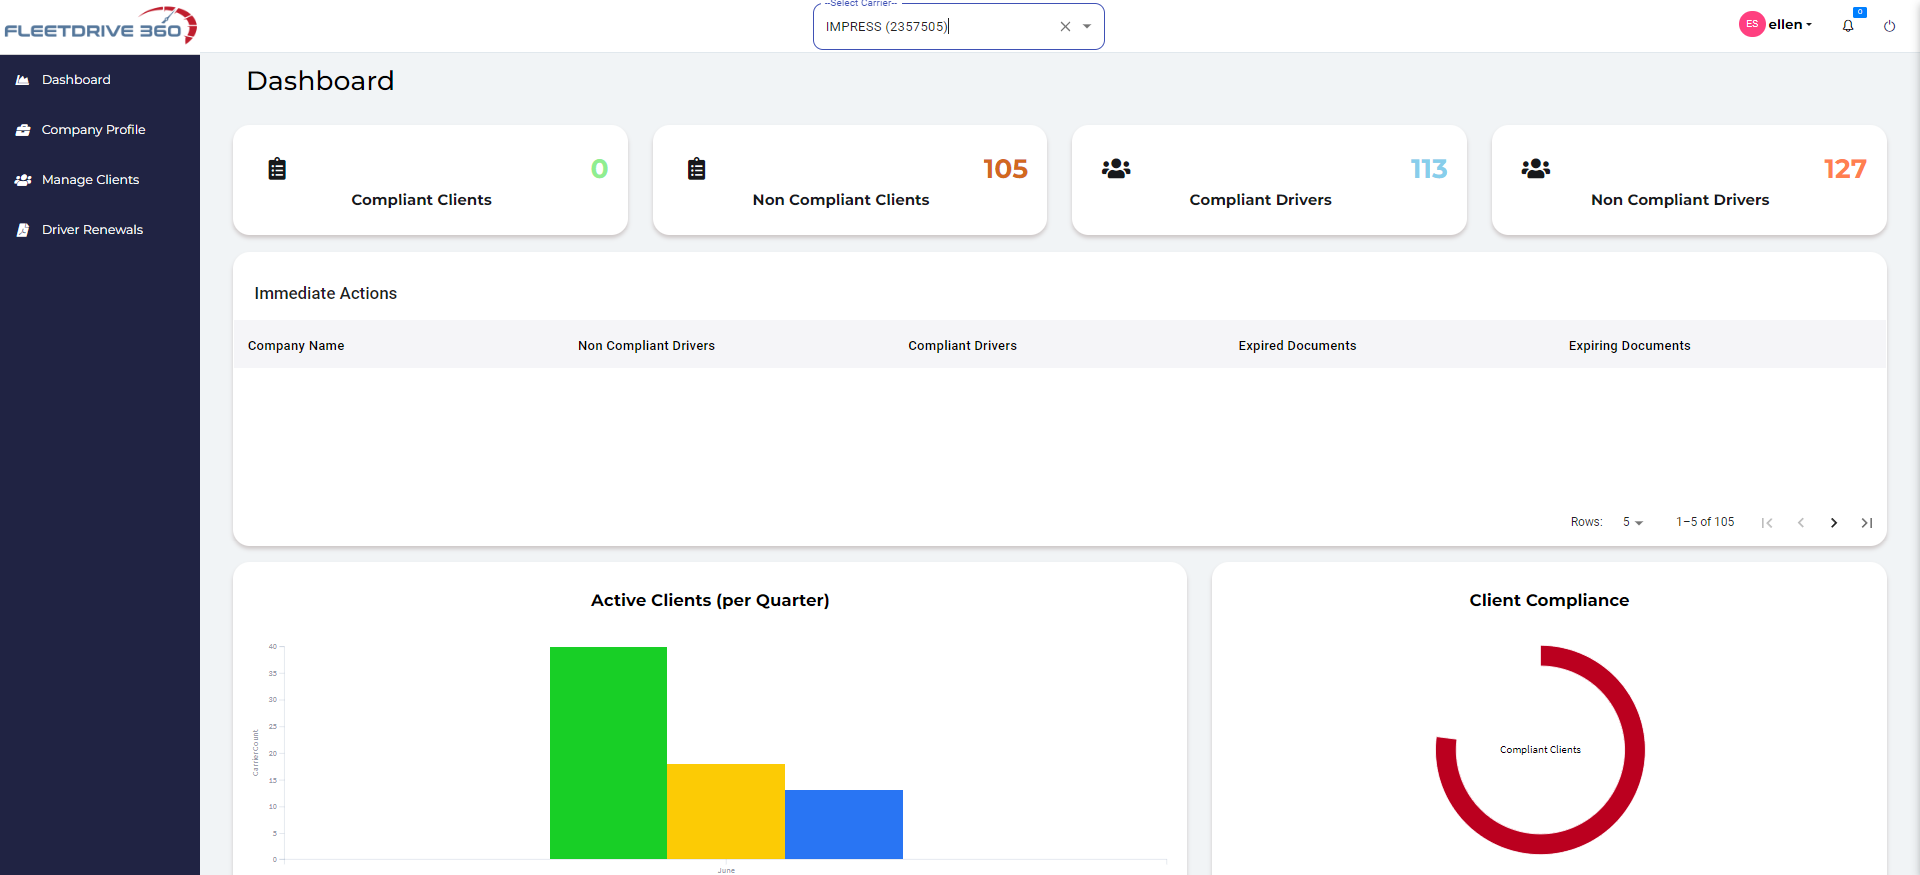 FLEETDRIVE 360
--Select Carrier--
IMPRESS (2357505)
ES ellen
0
Dashboard
Company Profile
Manage Clients
Driver Renewals
Dashboard
0
Compliant Clients
105
Non Compliant Clients
113
Compliant Drivers
127
Non Compliant Drivers
Immediate Actions
Company Name Non Compliant Drivers Compliant Drivers Expired Documents Expiring Documents
Rows: 5 1–5 of 105
Active Clients (per Quarter)
40
35
30
25
20
15
10
5
0
CarrierCount
June
Client Compliance
Compliant Clients